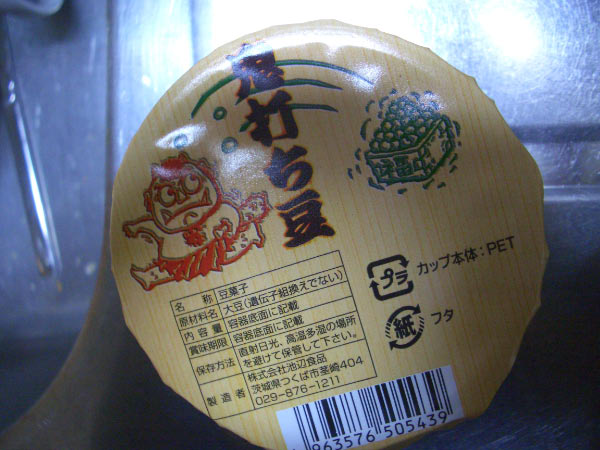 鬼打ち豆
福
プラ
カップ本体:PET
紙
フタ
名 称 豆菓子
原材料名 大豆(遺伝子組換えでない)
内 容 量 容器底面に記載
賞味期限 容器底面に記載
保存方法 直射日光、高温多湿の場所
を避けて保管して下さい。
製 造 者 株式会社池辺食品
茨城県つくば市茎崎404
029-876-1211
963576 505439